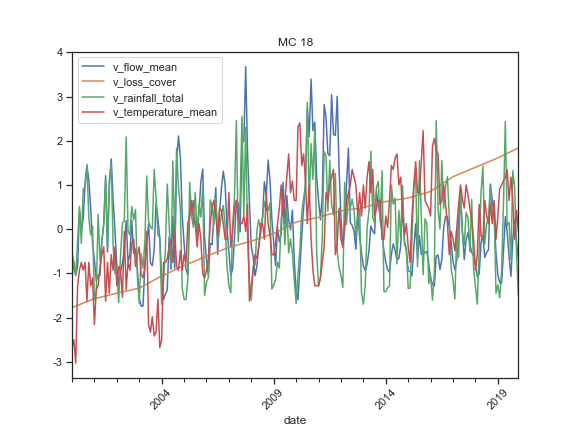 MC 18
v_flow_mean
v_loss_cover
v_rainfall_total
v_temperature_mean
4
3
2
1
0
-1
-2
-3
2004
2009
2014
2019
date